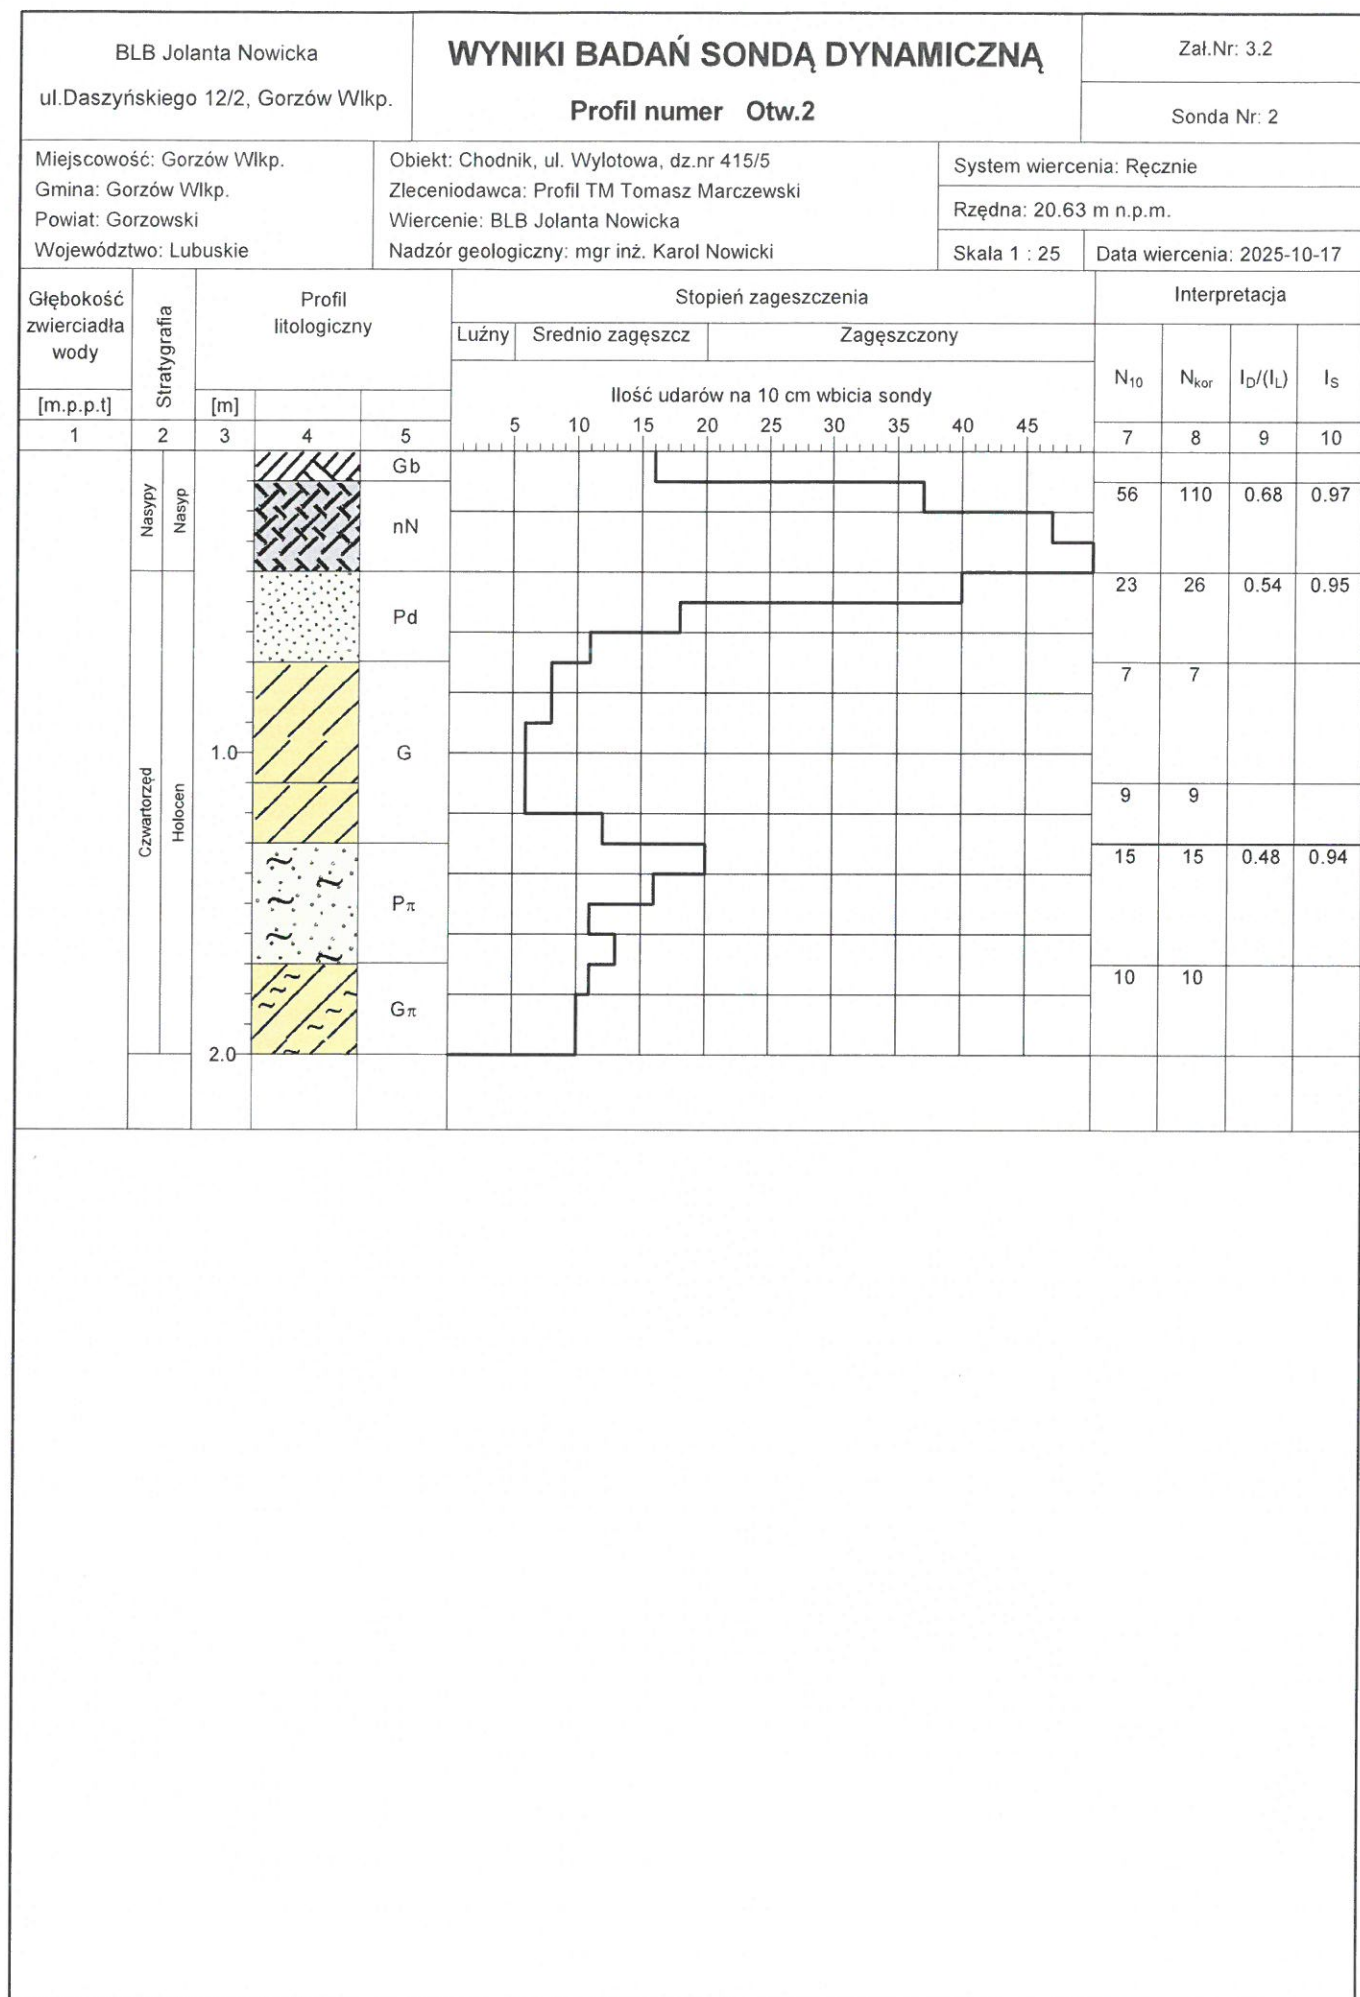 BLB Jolanta Nowicka
ul.Daszyńskiego 12/2, Gorzów Wlkp.
WYNIKI BADAŃ SONDĄ DYNAMICZNĄ
Profil numer Otw.2
Zał.Nr: 3.2
Sonda Nr: 2
Miejscowość: Gorzów Wlkp.
Gmina: Gorzów Wlkp.
Powiat: Gorzowski
Województwo: Lubuskie
Obiekt: Chodnik, ul. Wylotowa, dz.nr 415/5
Zleceniodawca: Profil TM Tomasz Marczewski
Wiercenie: BLB Jolanta Nowicka
Nadzór geologiczny: mgr inż. Karol Nowicki
System wiercenia: Ręcznie
Rzędna: 20.63 m n.p.m.
Skala 1 : 25
Data wiercenia: 2025-10-17
Głębokość
zwierciadła
wody
[m.p.p.t]
Stratygrafia
Profil
litologiczny
[m]
Stopień zageszczenia
Luźny
Srednio zagęszcz
Zagęszczony
Ilość udarów na 10 cm wbicia sondy
5 10 15 20 25 30 35 40 45
Interpretacja
N10 Nkor ID/(IL) IS
1 2 3 4 5 7 8 9 10
Nasypy
Nasyp
Czwartorzęd
Holocen
1.0
2.0
Gb
nN
Pd
G
Pπ
Gπ
56 110 0.68 0.97
23 26 0.54 0.95
7 7
9 9
15 15 0.48 0.94
10 10